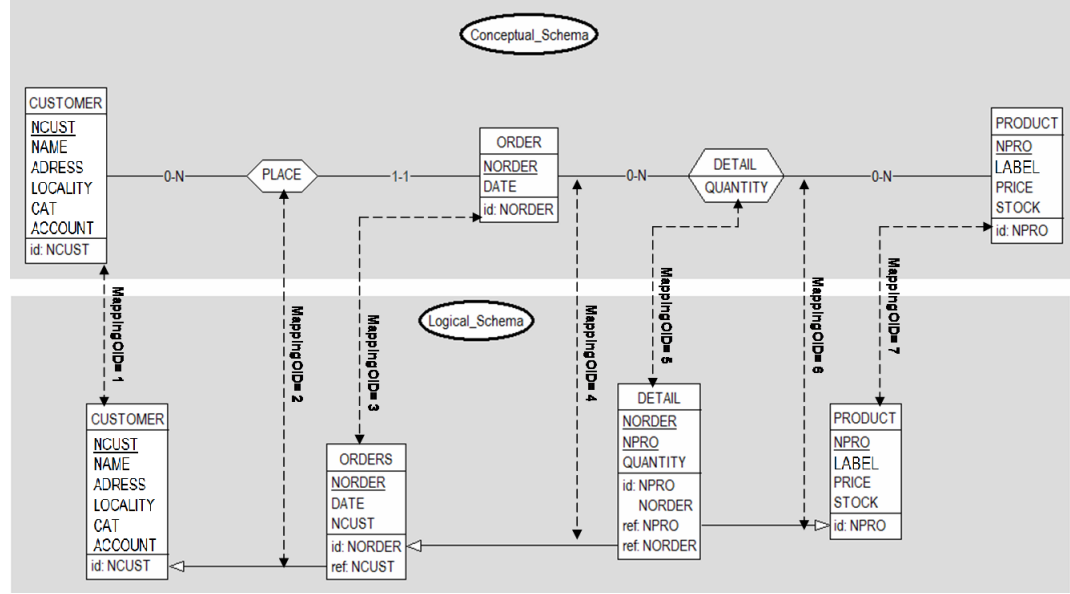 Conceptual_Schema
CUSTOMER
NCUST
NAME
ADRESS
LOCALITY
CAT
ACCOUNT
id: NCUST
0-N
PLACE
1-1
ORDER
NORDER
DATE
id: NORDER
0-N
DETAIL
QUANTITY
0-N
PRODUCT
NPRO
LABEL
PRICE
STOCK
id: NPRO
MappingOID= 1
MappingOID= 2
MappingOID= 3
MappingOID= 4
MappingOID= 5
MappingOID= 6
MappingOID= 7
Logical_Schema
CUSTOMER
NCUST
NAME
ADRESS
LOCALITY
CAT
ACCOUNT
id: NCUST
ORDERS
NORDER
DATE
NCUST
id: NORDER
ref: NCUST
DETAIL
NORDER
NPRO
QUANTITY
id: NPRO
NORDER
ref: NPRO
ref: NORDER
PRODUCT
NPRO
LABEL
PRICE
STOCK
id: NPRO